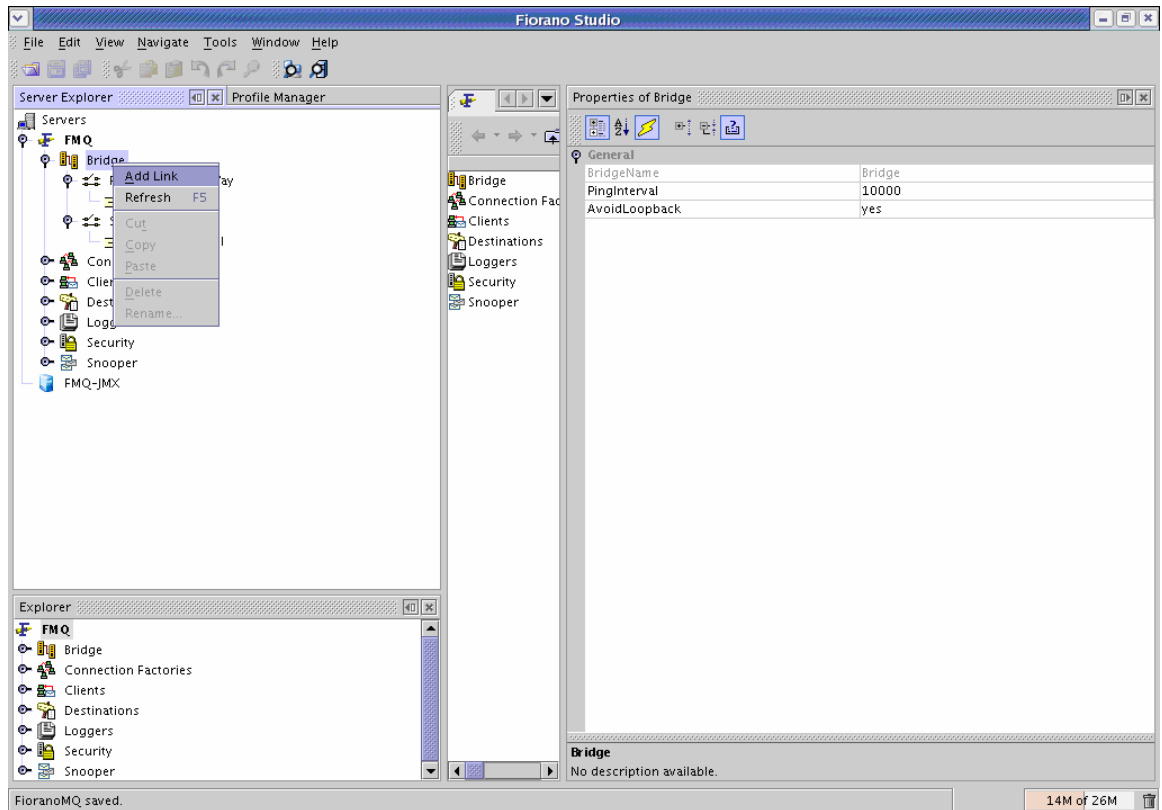 Fiorano Studio
File Edit View Navigate Tools Window Help
Server Explorer
Profile Manager
Servers
FMQ
Bridge
Add Link
Refresh F5
Cut
Copy
Paste
Delete
Rename...
Security
Snooper
FMQ-JMX
Bridge
Connection Fac
Clients
Destinations
Loggers
Security
Snooper
Properties of Bridge
General
BridgeName Bridge
PingInterval 10000
AvoidLoopback yes
Explorer
FMQ
Bridge
Connection Factories
Clients
Destinations
Loggers
Security
Snooper
Bridge
No description available.
FioranoMQ saved.
14M of 26M